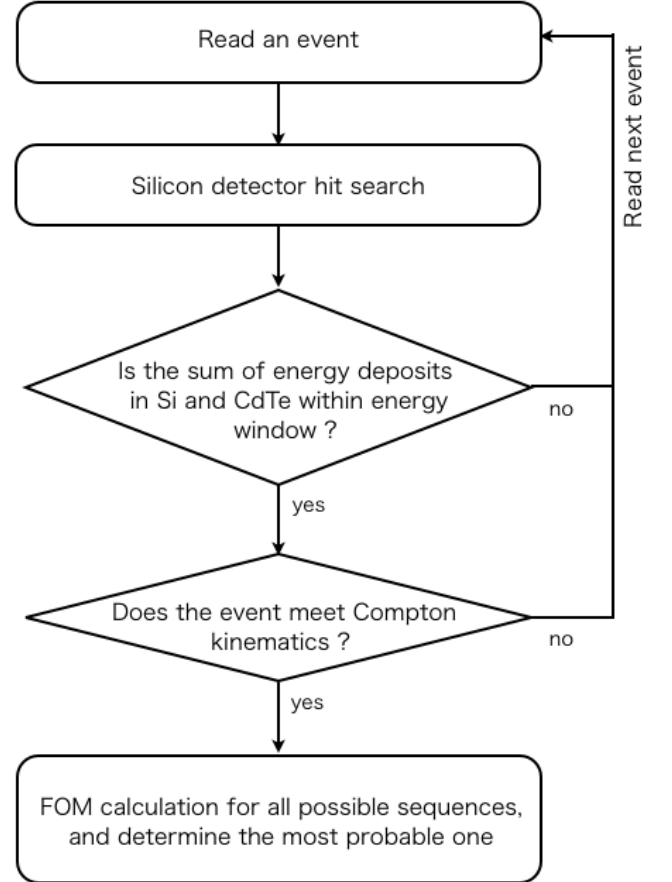 Read an event
Read next event
Silicon detector hit search
Is the sum of energy deposits
in Si and CdTe within energy
window ?
no
yes
Does the event meet Compton
kinematics ?
no
yes
FOM calculation for all possible sequences,
and determine the most probable one